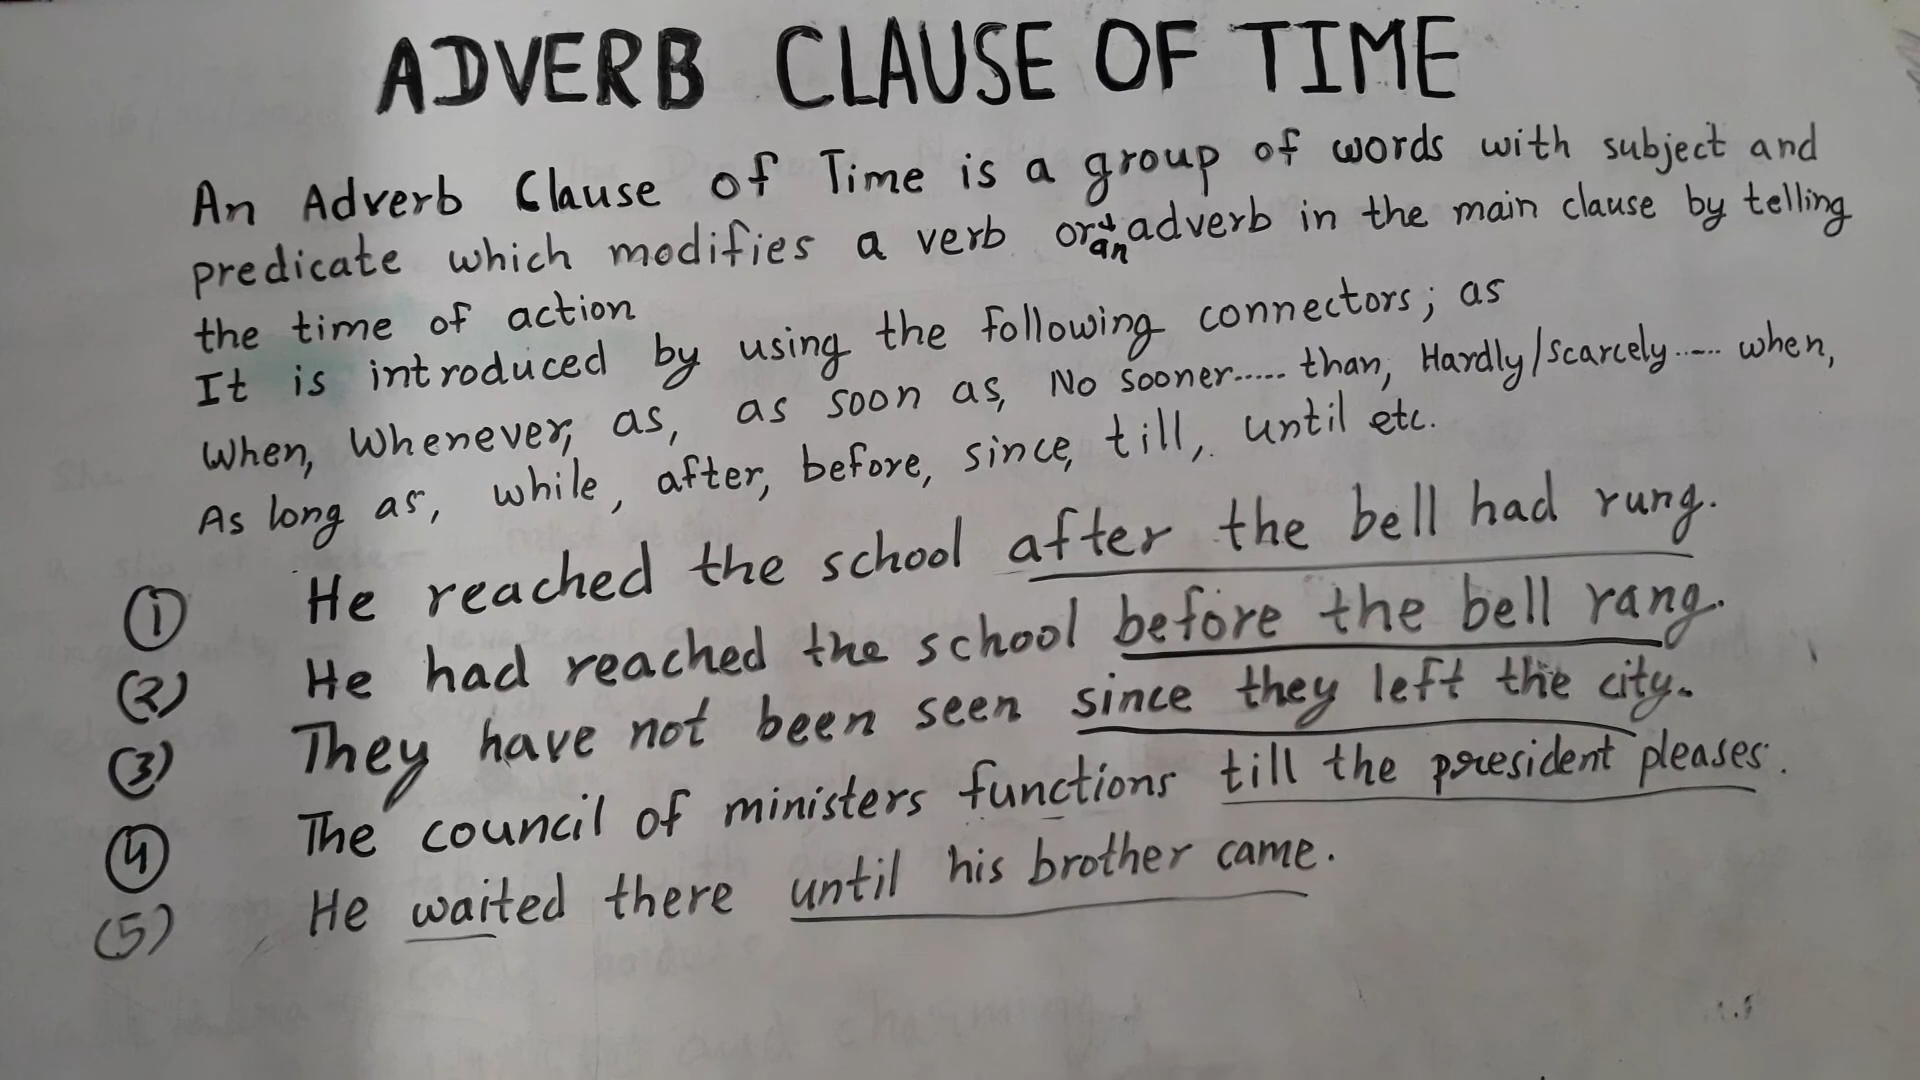 ADVERB CLAUSE OF TIME
An Adverb Clause of Time is a group of words with subject and
predicate which modifies a verb or an adverb in the main clause by telling
the time of action
It is introduced by using the following connectors; as
When, Whenever, as, as soon as, No sooner..... than, Hardly/scarcely..... when,
As long as, while, after, before, since, till, until etc.
(1) He reached the school after the bell had rung.
(2) He had reached the school before the bell rang.
(3) They have not been seen since they left the city.
(4) The council of ministers functions till the president pleases.
(5) He waited there until his brother came.